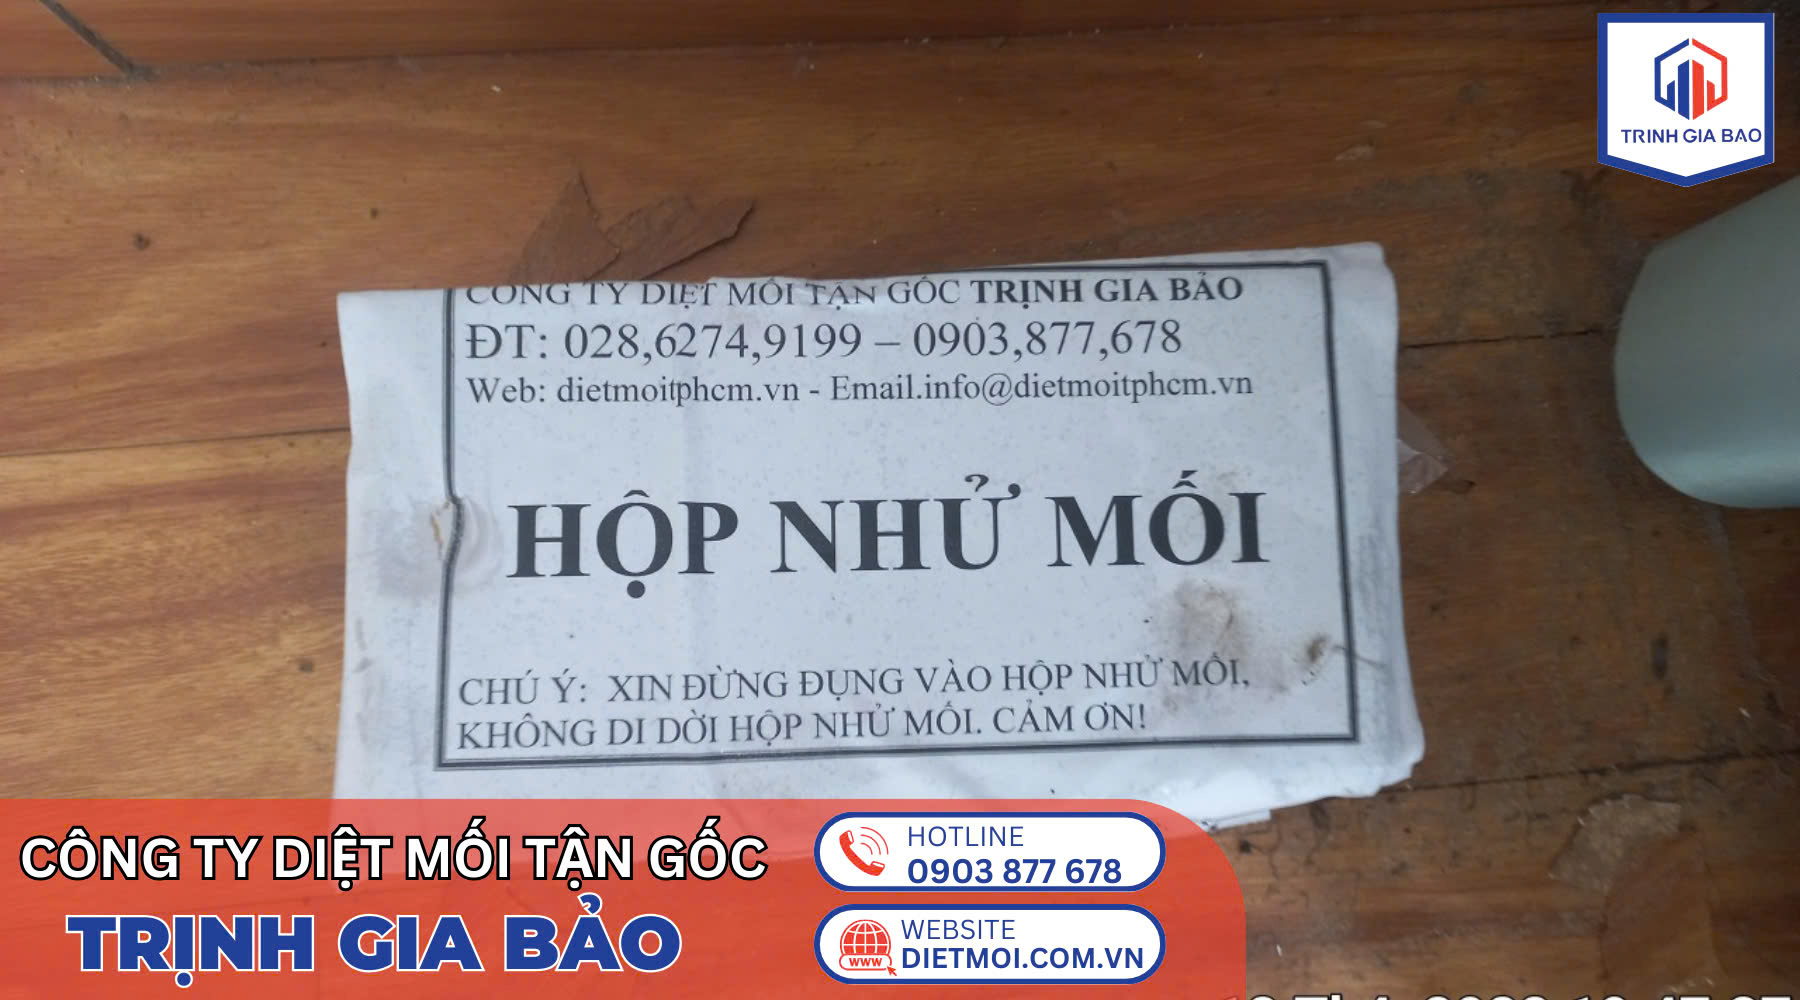 TRINH GIA BAO
CÔNG TY DIỆT MỐI TẬN GỐC TRỊNH GIA BẢO
ĐT: 028,6274,9199 – 0903,877,678
Web: dietmoitphcm.vn - Email.info@dietmoitphcm.vn
HỘP NHỬ MỐI
CHÚ Ý: XIN ĐỪNG ĐỤNG VÀO HỘP NHỬ MỐI,
KHÔNG DI DỜI HỘP NHỬ MỐI. CẢM ƠN!
CÔNG TY DIỆT MỐI TẬN GỐC
TRỊNH GIA BẢO
HOTLINE
0903 877 678
WEBSITE
DIETMOI.COM.VN
WWW